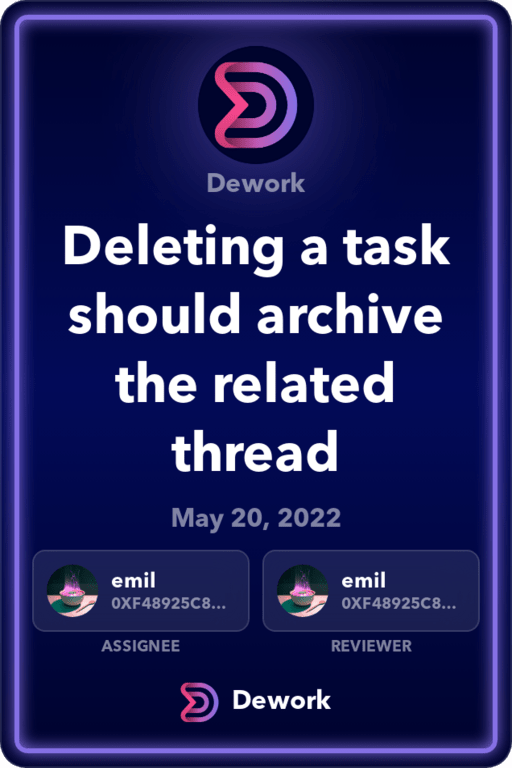 Dework
Deleting a task
should archive
the related
thread
May 20, 2022
emil
0XF48925C8...
ASSIGNEE
emil
0XF48925C8...
REVIEWER
Dework